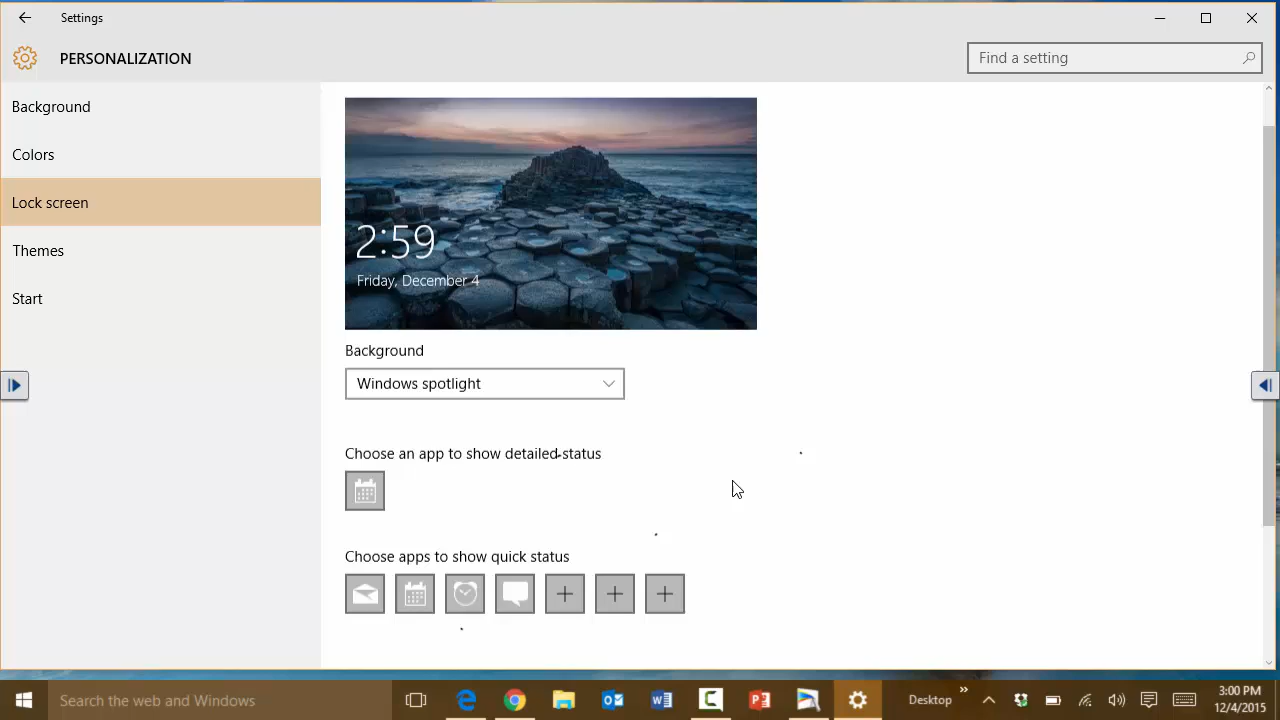 Settings
PERSONALIZATION
Find a setting
Background
Colors
Lock screen
Themes
Start
2:59
Friday, December 4
Background
Windows spotlight
Choose an app to show detailed status
Choose apps to show quick status
Search the web and Windows
Desktop
3:00 PM
12/4/2015